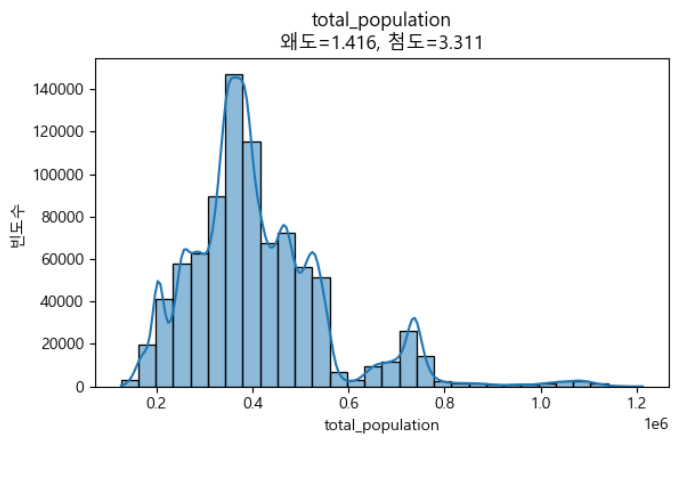 total_population
왜도=1.416, 첨도=3.311
140000
120000
100000
80000
60000
40000
20000
0
빈도수
0.2 0.4 0.6 0.8 1.0 1.2
1e6
total_population